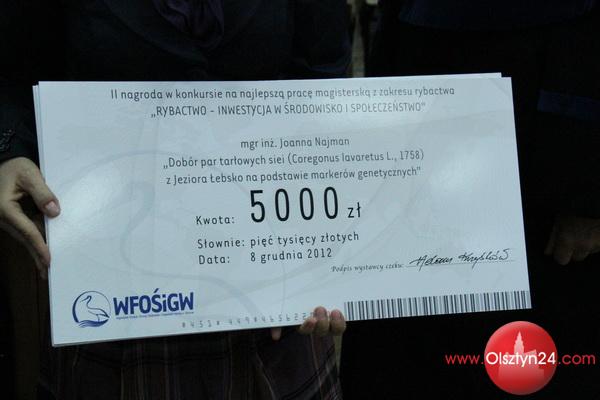 II nagroda w konkursie na najlepszą pracę magisterską z zakresu rybactwa
„RYBACTWO - INWESTYCJA W ŚRODOWISKO I SPOŁECZEŃSTWO"
mgr inż. Joanna Najman
„Dobór par tarłowych siei (Coregonus lavaretus L., 1758)
z Jeziora Łebsko na podstawie markerów genetycznych"
Kwota: 5000 zł
Słownie: pięć tysięcy złotych
Data: 8 grudnia 2012
Podpis wystawcy czeku:
WFOŚiGW
www.Olsztyn24.com